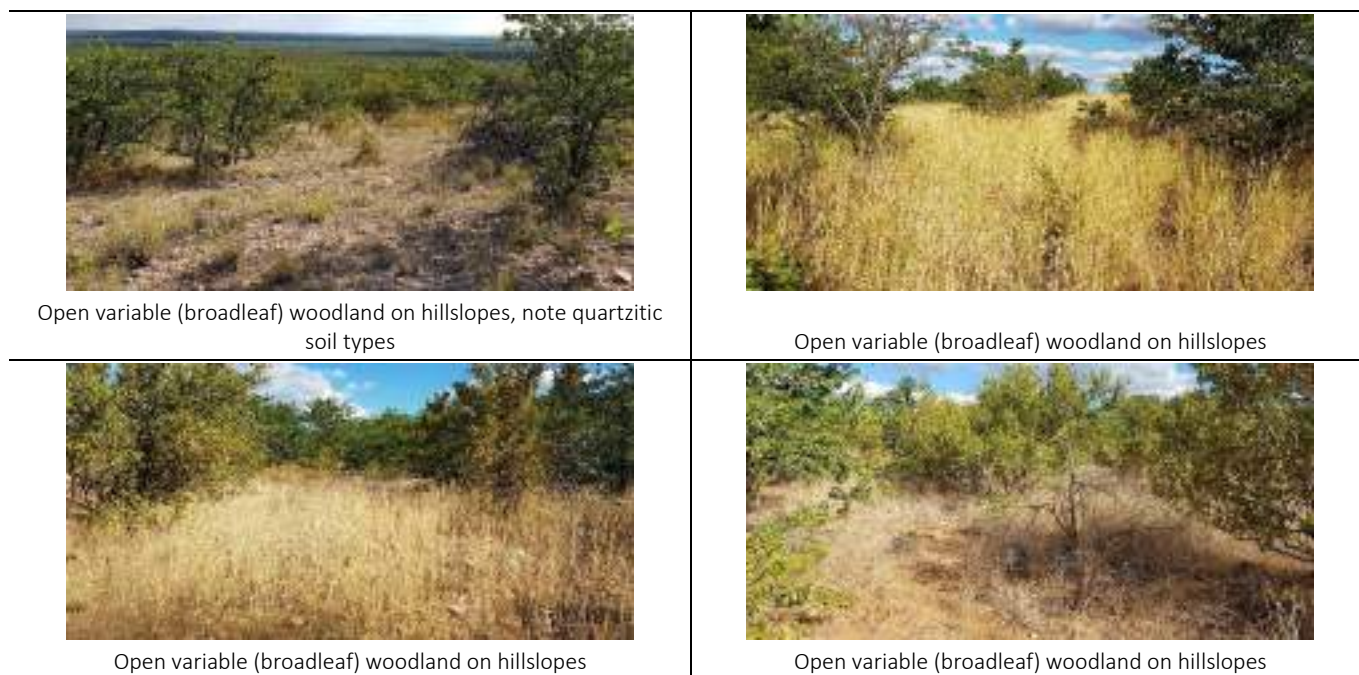 Open variable (broadleaf) woodland on hillslopes, note quartzitic
soil types
Open variable (broadleaf) woodland on hillslopes
Open variable (broadleaf) woodland on hillslopes
Open variable (broadleaf) woodland on hillslopes